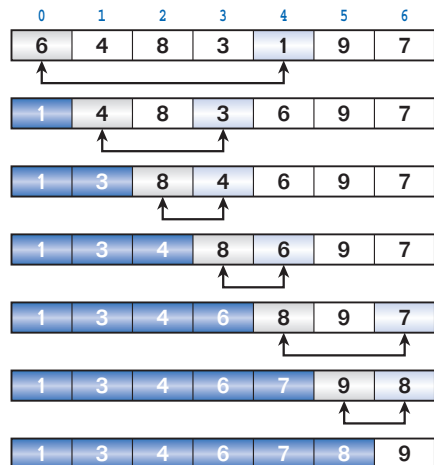 0 1 2 3 4 5 6
6 4 8 3 1 9 7
1 4 8 3 6 9 7
1 3 8 4 6 9 7
1 3 4 8 6 9 7
1 3 4 6 8 9 7
1 3 4 6 7 9 8
1 3 4 6 7 8 9